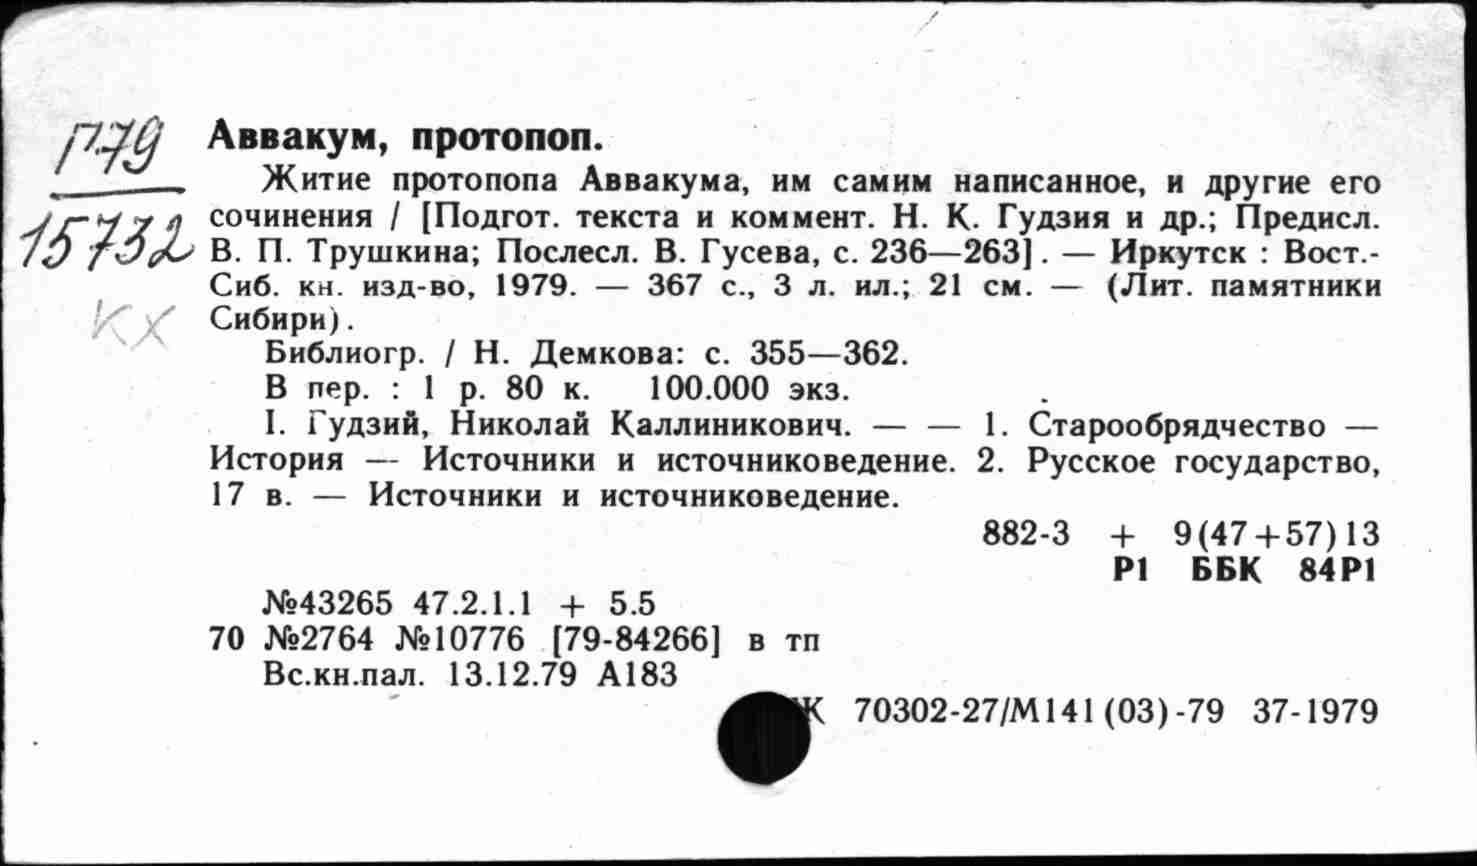 Г79
15732
КХ
Аввакум, протопоп.
Житие протопопа Аввакума, им самим написанное, и другие его
сочинения / [Подгот. текста и коммент. Н. К. Гудзия и др.; Предисл.
В. П. Трушкина; Послесл. В. Гусева, с. 236—263]. — Иркутск : Вост.-
Сиб. кн. изд-во, 1979. — 367 с., 3 л. ил.; 21 см. — (Лит. памятники
Сибири).
Библиогр. / Н. Демкова: с. 355—362.
В пер. : 1 р. 80 к. 100.000 экз.
I. Гудзий, Николай Каллиникович. — — 1. Старообрядчество —
История — Источники и источниковедение. 2. Русское государство,
17 в. — Источники и источниковедение.
882-3 + 9(47+57)13
Р1 ББК 84Р1
№43265 47.2.1.1 + 5.5
70 №2764 №10776 [79-84266] в тп
Вс.кн.пал. 13.12.79 А183
К 70302-27/М141(03)-79 37-1979